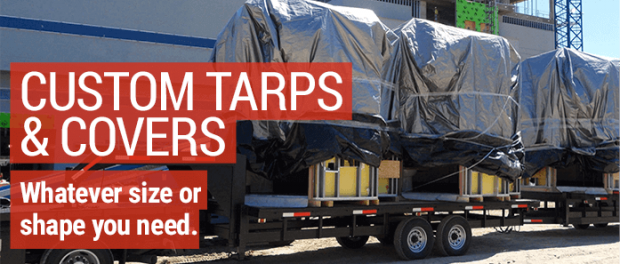 CUSTOM TARPS
& COVERS
Whatever size or
shape you need.